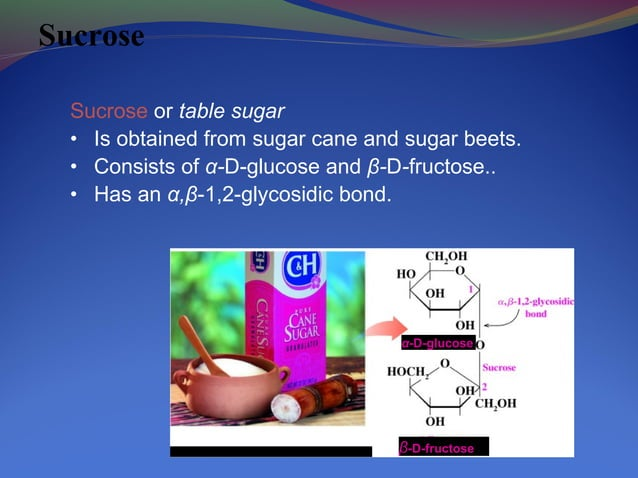 Sucrose
Sucrose or table sugar
• Is obtained from sugar cane and sugar beets.
• Consists of α-D-glucose and β-D-fructose..
• Has an α,β-1,2-glycosidic bond.
C&H
PURE
CANE
SUGAR
GRANULATED
CH₂OH
O
HO
OH
1
OH
α,β-1,2-glycosidic
bond
α-D-glucose
O
HOCH₂
O
Sucrose
OH
2
CH₂OH
OH
β-D-fructose